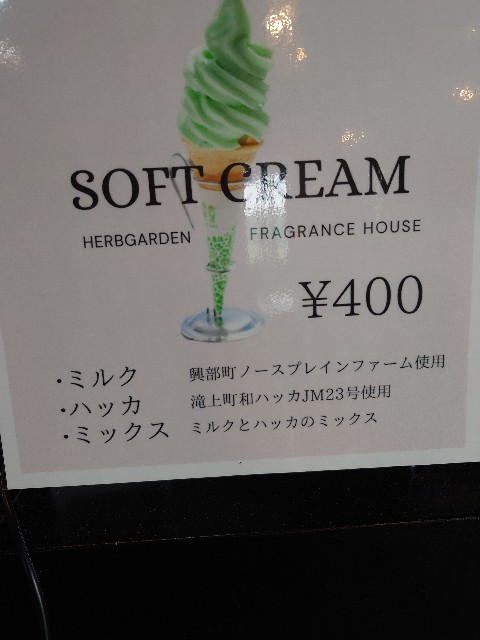 SOFT CREAM
HERBGARDEN FRAGRANCE HOUSE
¥400
・ミルク 興部町ノースプレインファーム使用
・ハッカ 滝上町和ハッカJM23号使用
・ミックス ミルクとハッカのミックス